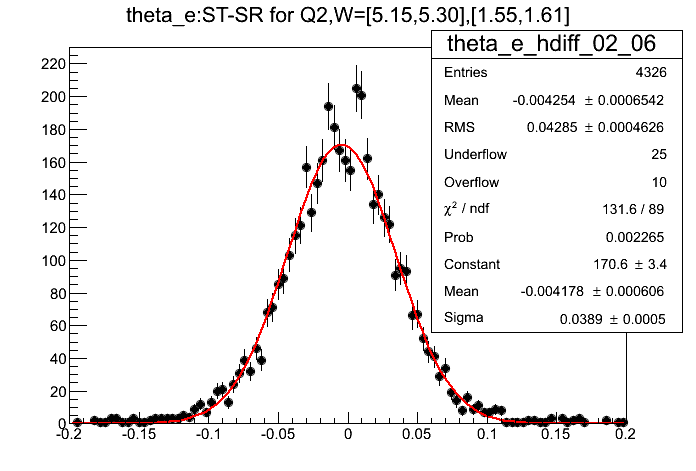 theta_e:ST-SR for Q2,W=[5.15,5.30],[1.55,1.61]
theta_e_hdiff_02_06
Entries 4326
Mean -0.004254 ± 0.0006542
RMS 0.04285 ± 0.0004626
Underflow 25
Overflow 10
χ² / ndf 131.6 / 89
Prob 0.002265
Constant 170.6 ± 3.4
Mean -0.004178 ± 0.000606
Sigma 0.0389 ± 0.0005
220
200
180
160
140
120
100
80
60
40
20
0
-0.2 -0.15 -0.1 -0.05 0 0.05 0.1 0.15 0.2